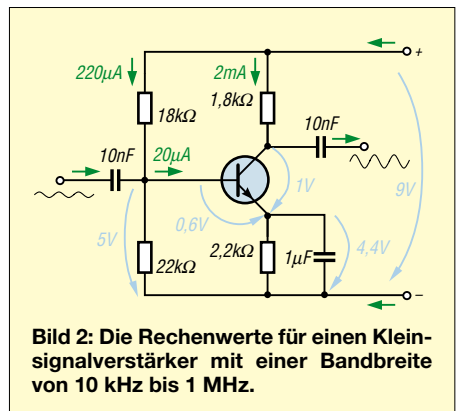 +
220µA
2mA
1,8kΩ
18kΩ
10nF
10nF
20µA
1V
9V
0,6V
5V
2,2kΩ
1µF
4,4V
22kΩ
−
Bild 2: Die Rechenwerte für einen Klein-
signalverstärker mit einer Bandbreite
von 10 kHz bis 1 MHz.